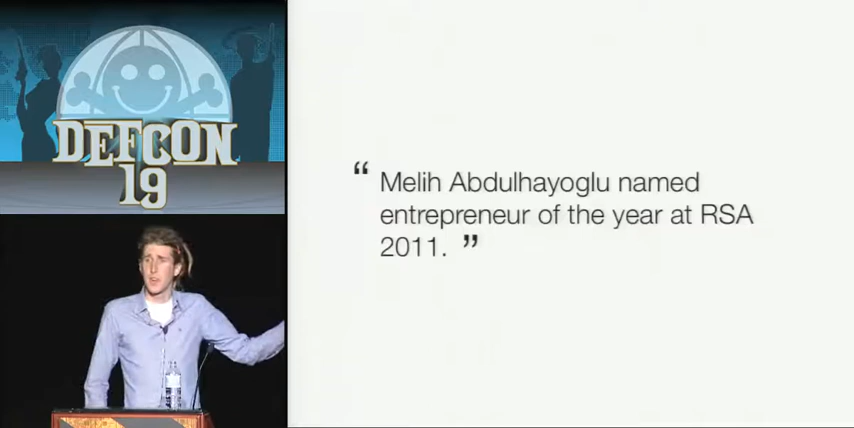 DEFCON
19
“ Melih Abdulhayoglu named
entrepreneur of the year at RSA
2011. ”